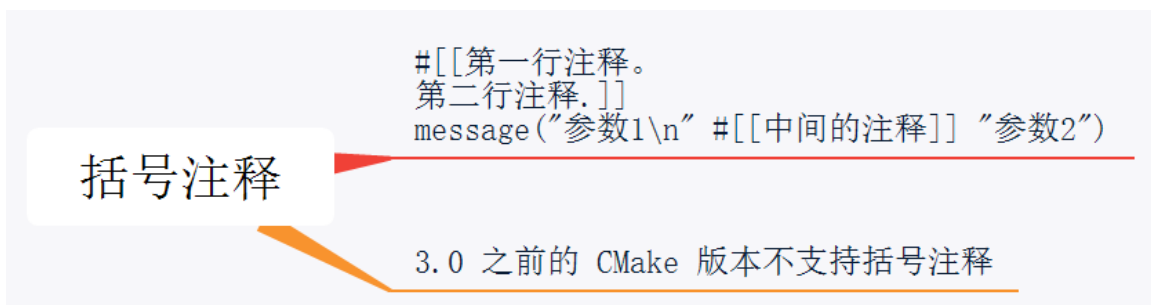 #[[第一行注释。
第二行注释.]]
message("参数1\n" #[[中间的注释]] "参数2")
括号注释
3.0 之前的 CMake 版本不支持括号注释